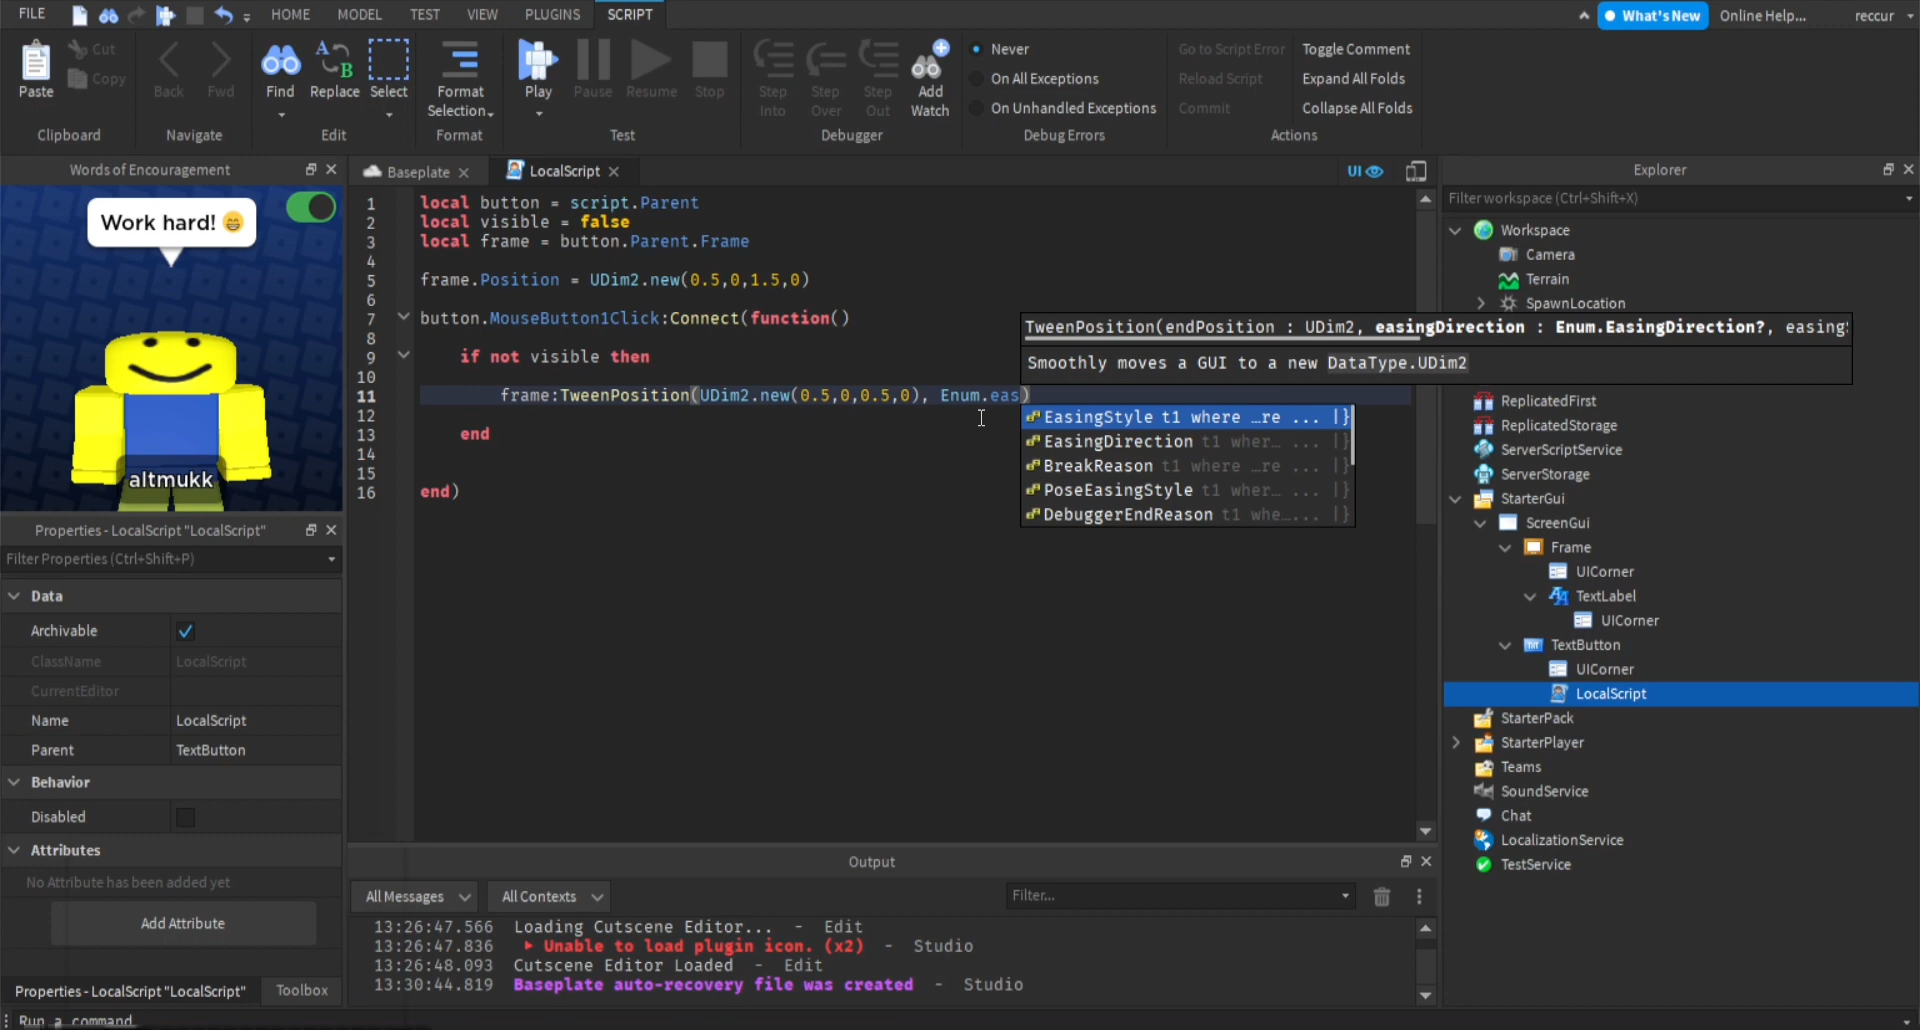 FILE HOME MODEL TEST VIEW PLUGINS SCRIPT What's New Online Help... reccur
Paste Cut Copy Back Fwd Find Replace Select Format Selection Play Pause Resume Stop Step Into Step Over Step Out Add Watch
Never Go to Script Error Toggle Comment
On All Exceptions Reload Script Expand All Folds
On Unhandled Exceptions Commit Collapse All Folds
Clipboard Navigate Edit Format Test Debugger Debug Errors Actions
Words of Encouragement
Work hard! 😁
altmukk
Baseplate LocalScript UI
1 local button = script.Parent
2 local visible = false
3 local frame = button.Parent.Frame
4
5 frame.Position = UDim2.new(0.5,0,1.5,0)
6
7 button.MouseButton1Click:Connect(function()
8
9 if not visible then
10
11 frame:TweenPosition(UDim2.new(0.5,0,0.5,0), Enum.eas)
12
13 end
14
15
16 end)
TweenPosition(endPosition : UDim2, easingDirection : Enum.EasingDirection?, easing
Smoothly moves a GUI to a new DataType.UDim2
EasingStyle t1 where …re ... |}
EasingDirection t1 wher… ... |}
BreakReason t1 where …re ... |}
PoseEasingStyle t1 wher… ... |}
DebuggerEndReason t1 whe…... |}
Explorer
Filter workspace (Ctrl+Shift+X)
Workspace
Camera
Terrain
SpawnLocation
ReplicatedFirst
ReplicatedStorage
ServerScriptService
ServerStorage
StarterGui
ScreenGui
Frame
UICorner
TextLabel
UICorner
TextButton
UICorner
LocalScript
StarterPack
StarterPlayer
Teams
SoundService
Chat
LocalizationService
TestService
Properties - LocalScript "LocalScript"
Filter Properties (Ctrl+Shift+P)
Data
Archivable
ClassName LocalScript
CurrentEditor
Name LocalScript
Parent TextButton
Behavior
Disabled
Attributes
No Attribute has been added yet
Add Attribute
Properties - LocalScript "LocalScript" Toolbox
Output
All Messages All Contexts Filter...
13:26:47.566 Loading Cutscene Editor... - Edit
13:26:47.836 Unable to load plugin icon. (x2) - Studio
13:26:48.093 Cutscene Editor Loaded - Edit
13:30:44.819 Baseplate auto-recovery file was created - Studio
Run a command